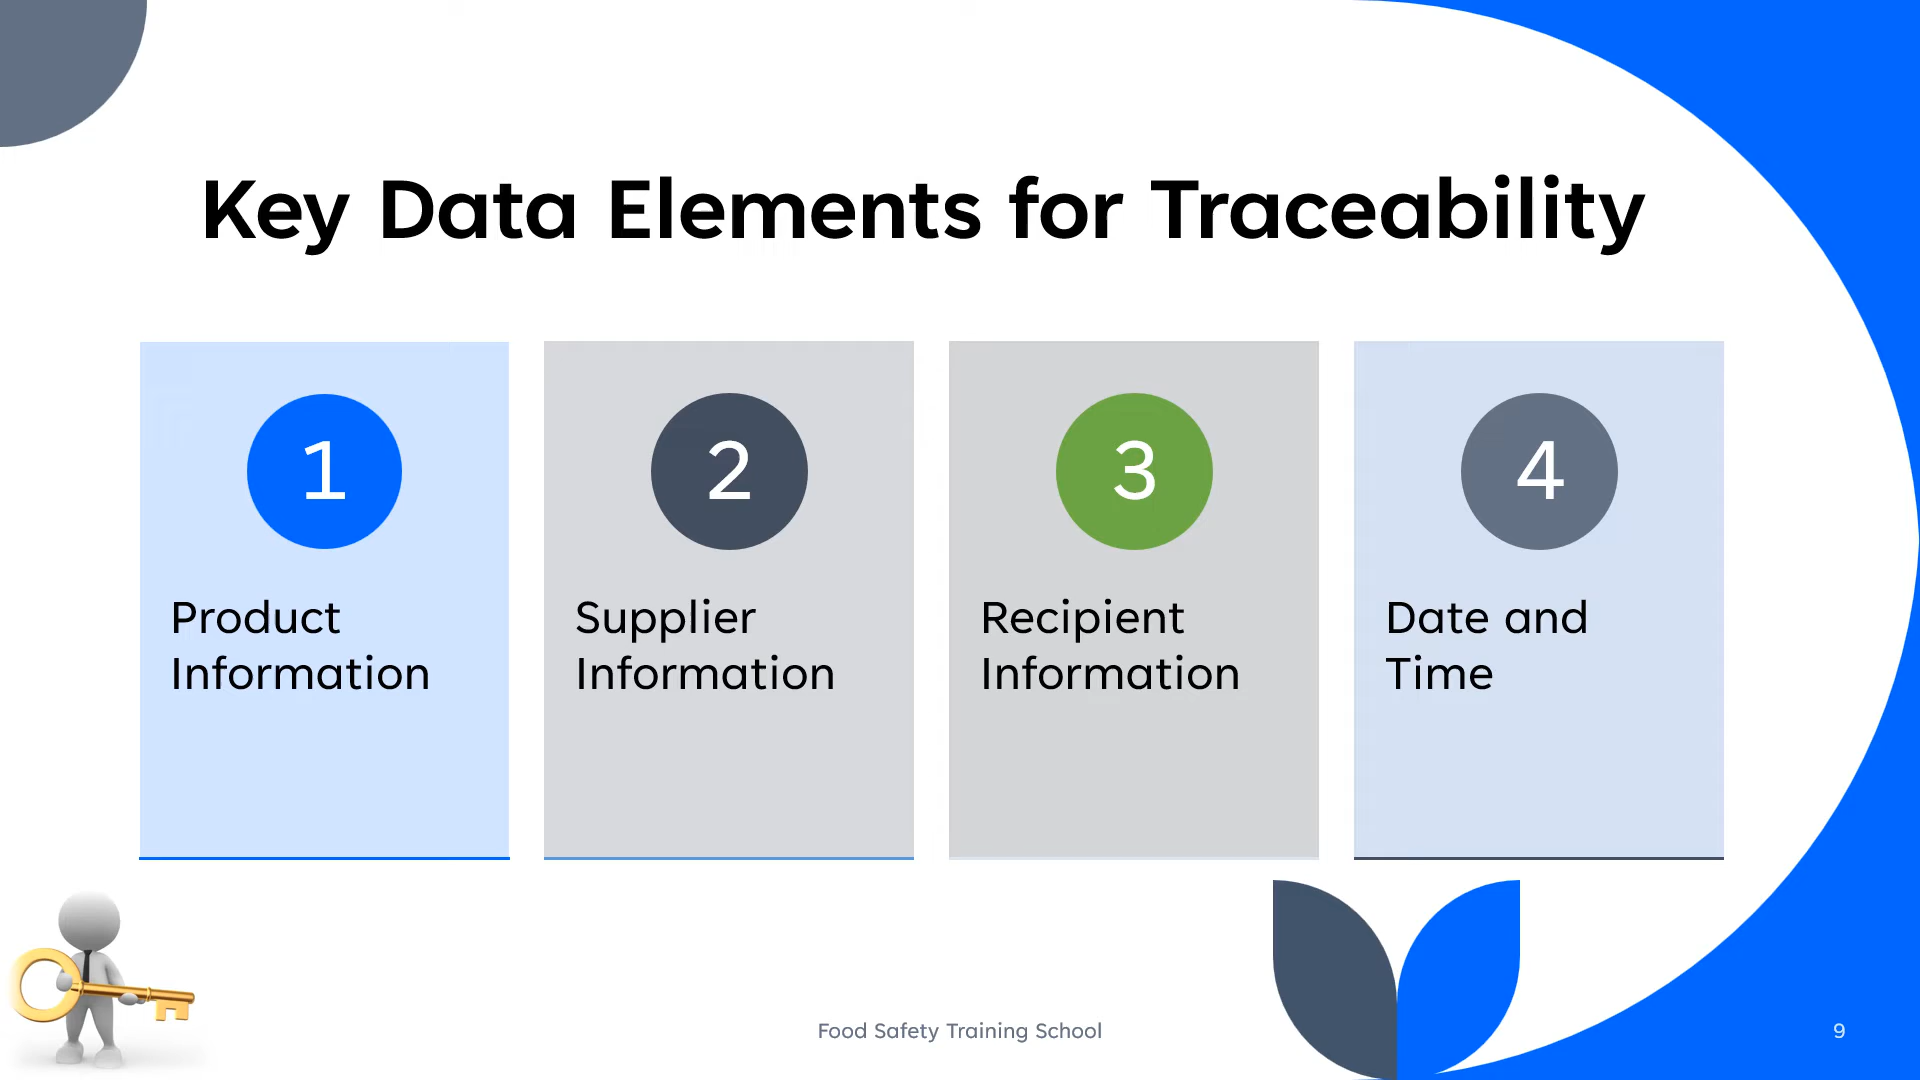 Key Data Elements for Traceability
1
Product
Information
2
Supplier
Information
3
Recipient
Information
4
Date and
Time
Food Safety Training School
9